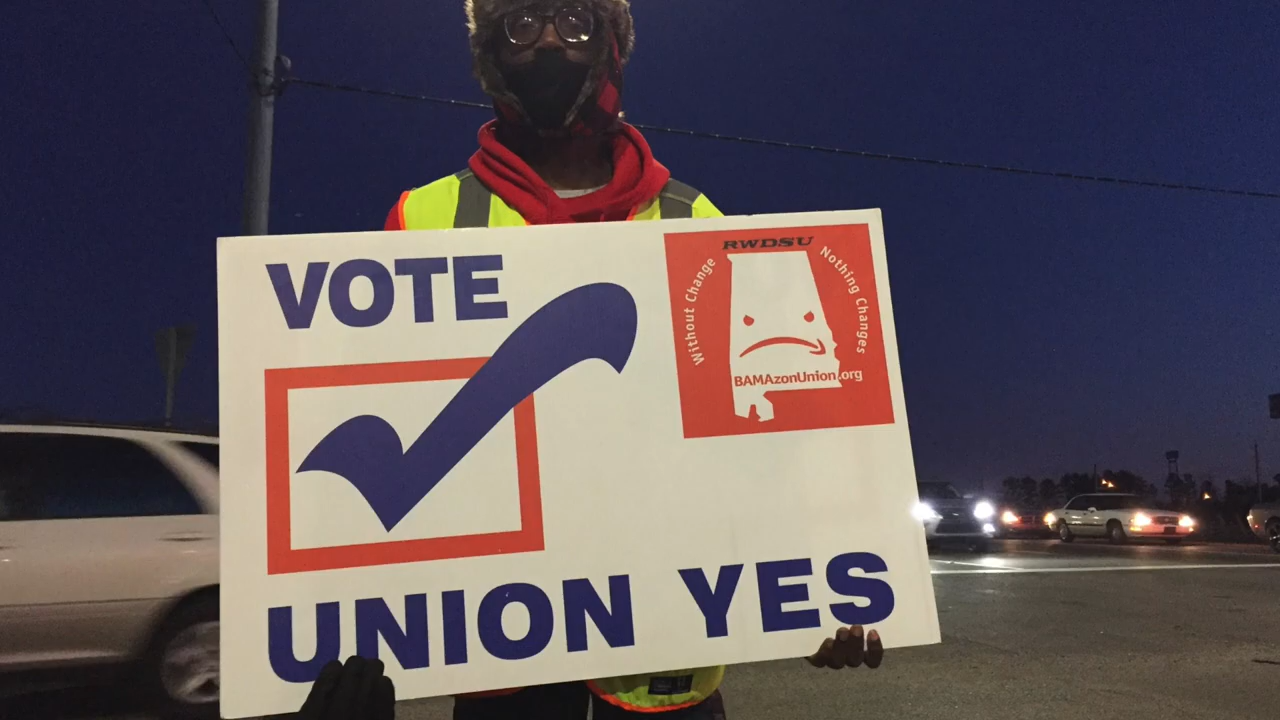 VOTE
UNION YES
RWDSU
Without Change
Nothing Changes
BAMAzonUnion.org